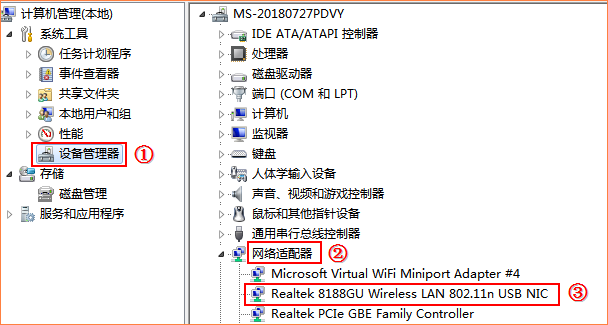 计算机管理(本地)
系统工具
任务计划程序
事件查看器
共享文件夹
本地用户和组
性能
设备管理器 ①
存储
磁盘管理
服务和应用程序
MS-20180727PDVY
IDE ATA/ATAPI 控制器
处理器
磁盘驱动器
端口 (COM 和 LPT)
计算机
监视器
键盘
人体学输入设备
声音、视频和游戏控制器
鼠标和其他指针设备
通用串行总线控制器
网络适配器 ②
Microsoft Virtual WiFi Miniport Adapter #4
Realtek 8188GU Wireless LAN 802.11n USB NIC ③
Realtek PCIe GBE Family Controller